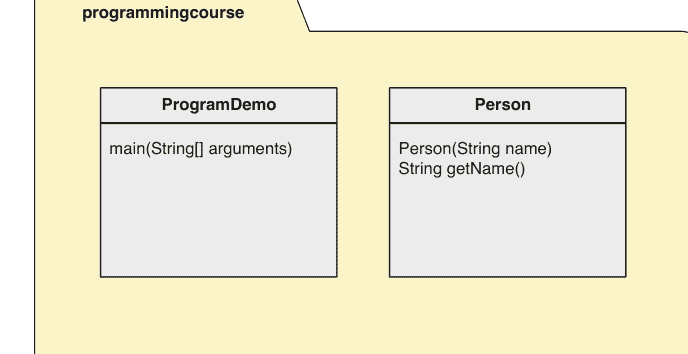 programmingcourse
ProgramDemo
main(String[] arguments)
Person
Person(String name)
String getName()